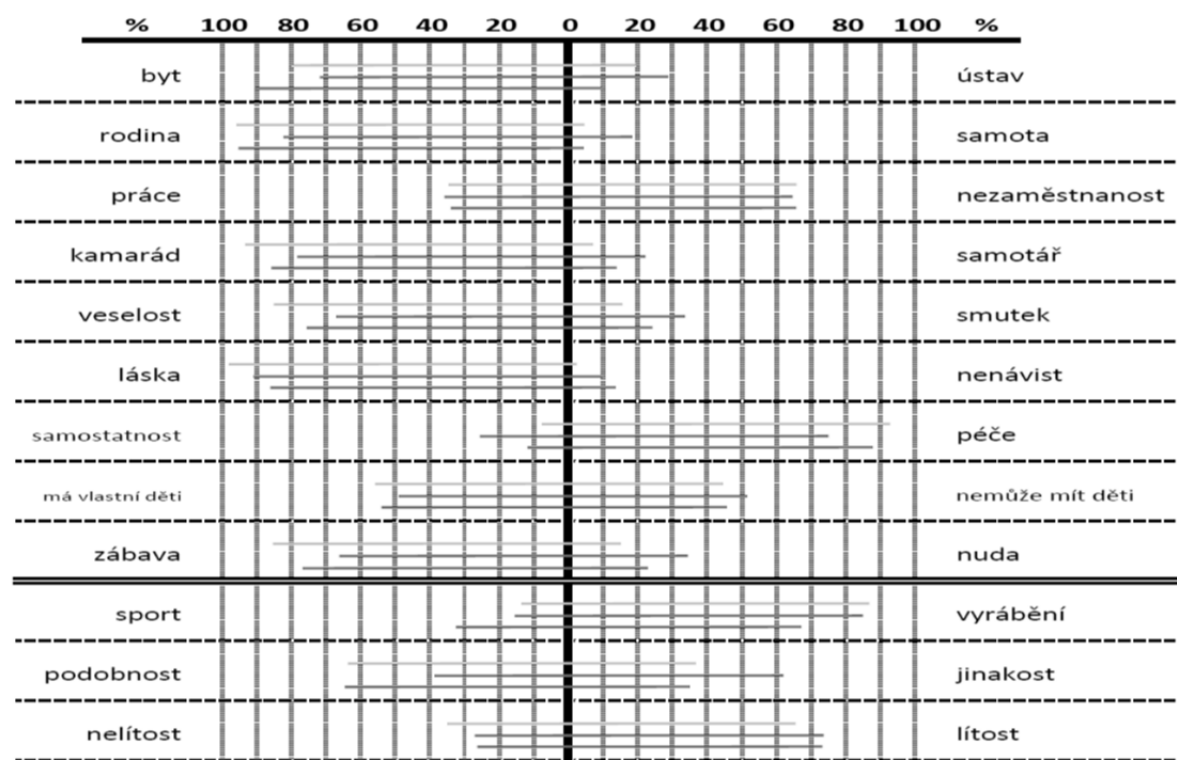 % 100 80 60 40 20 0 20 40 60 80 100 %
byt ústav
rodina samota
práce nezaměstnanost
kamarád samotář
veselost smutek
láska nenávist
samostatnost péče
má vlastní děti nemůže mít děti
zábava nuda
sport vyrábění
podobnost jinakost
nelítost lítost